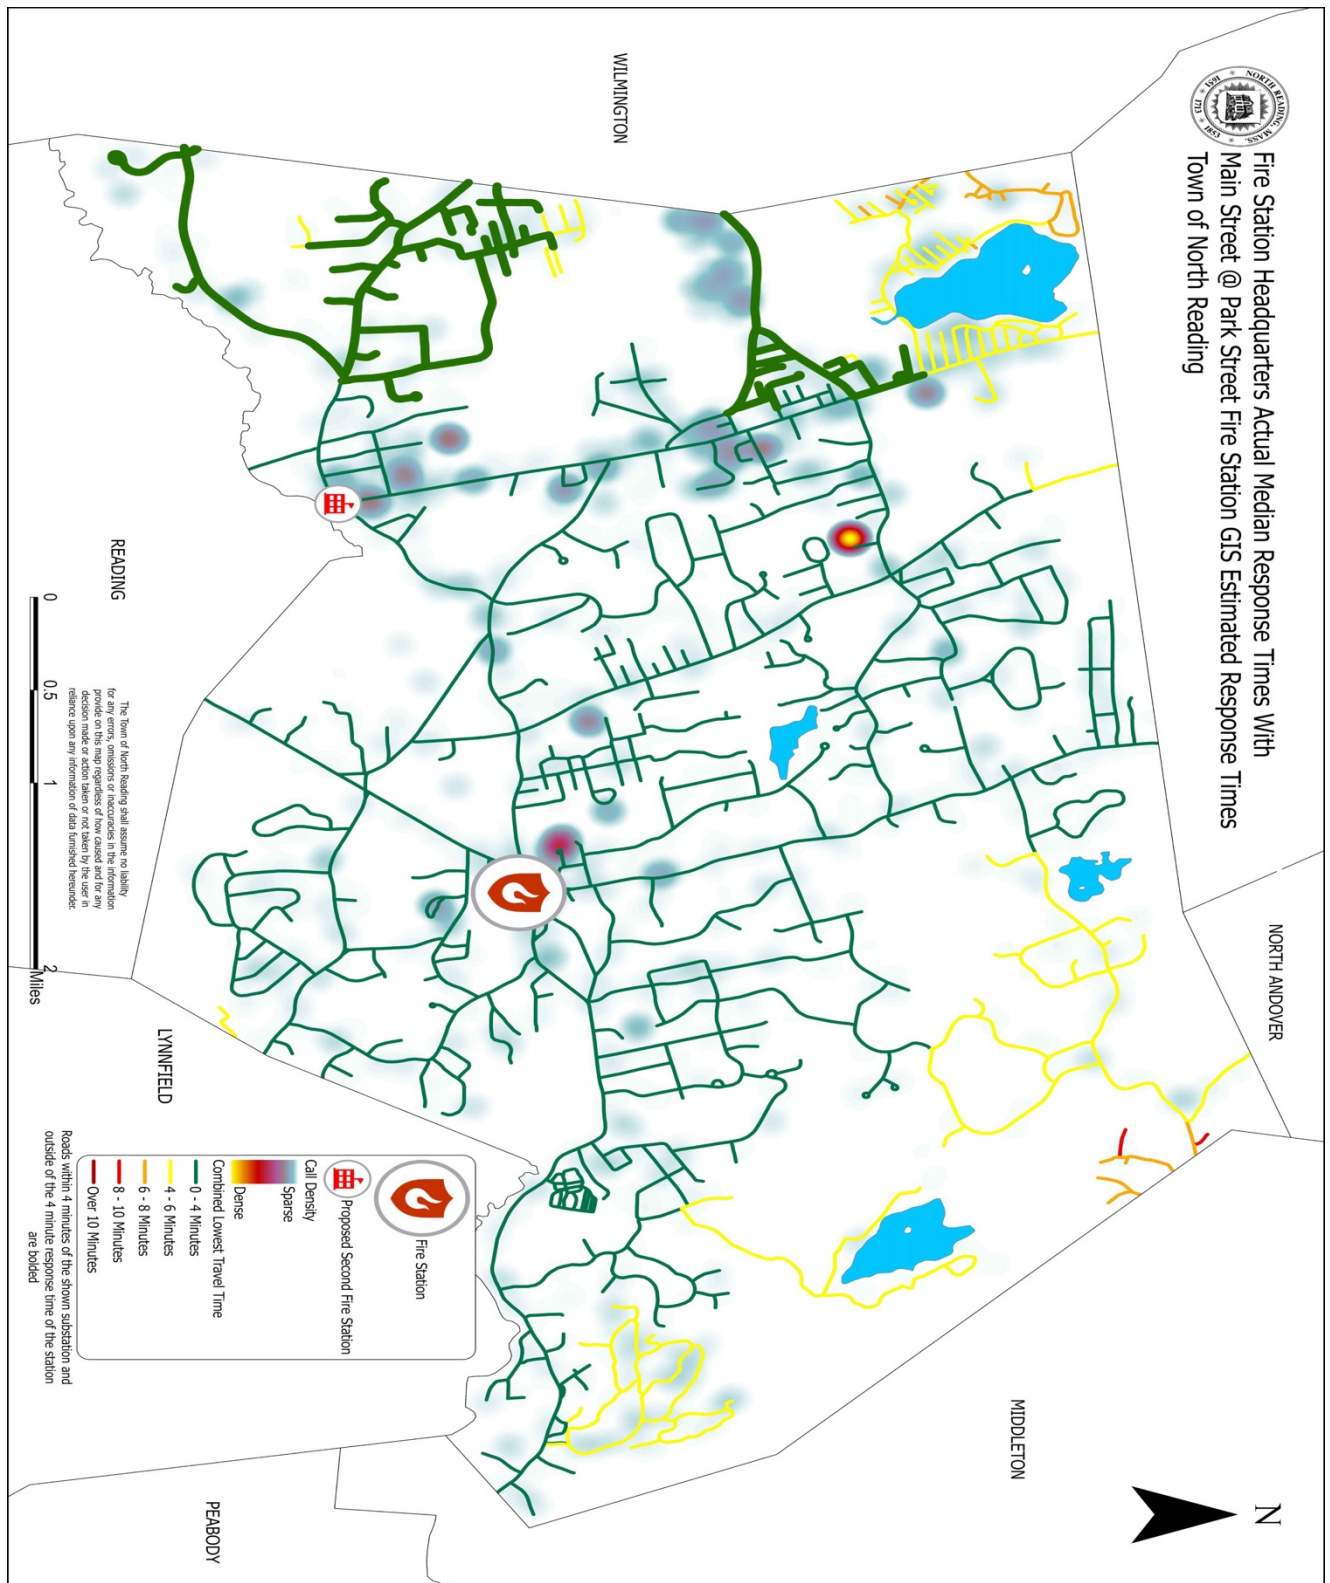 Fire Station Headquarters Actual Median Response Times With
Main Street @ Park Street Fire Station GIS Estimated Response Times
Town of North Reading
NORTH READING, MASS.
1651 1713 1853
NORTH ANDOVER
N
WILMINGTON
MIDDLETON
READING
LYNNFIELD
PEABODY
Fire Station
Proposed Second Fire Station
Call Density
Sparse
Dense
Combined Lowest Travel Time
0 - 4 Minutes
4 - 6 Minutes
6 - 8 Minutes
8 - 10 Minutes
Over 10 Minutes
Roads within 4 minutes of the shown substation and
outside of the 4 minute response time of the station
are bolded
0 0.5 1 2
Miles
The Town of North Reading shall assume no liability
for any errors, omissions or inaccuracies in the information
provide on this map regardless of how caused and for any
decision made or action taken or not taken by the user in
reliance upon any information of data furnished hereunder.